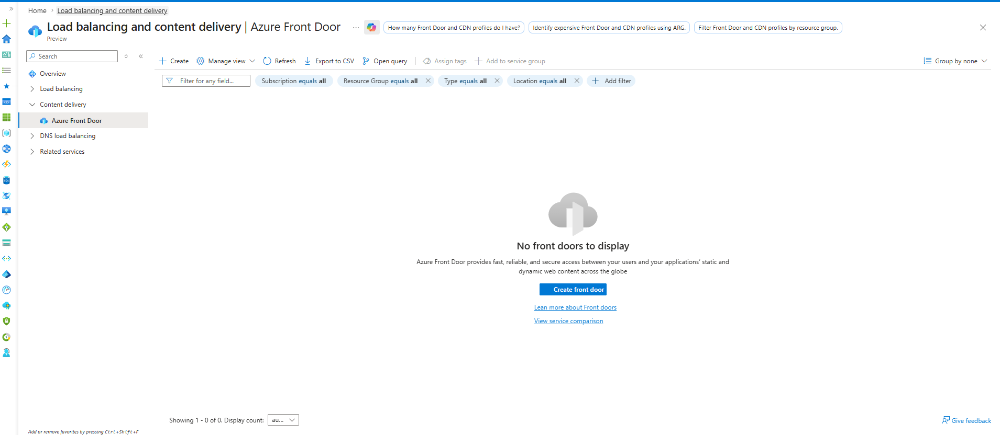 Home > Load balancing and content delivery
Load balancing and content delivery | Azure Front Door
...
How many Front Door and CDN profiles do I have?
Identify expensive Front Door and CDN profiles using ARG.
Filter Front Door and CDN profiles by resource group.
Preview
Search
Overview
Load balancing
Content delivery
Azure Front Door
DNS load balancing
Related services
Create
Manage view
Refresh
Export to CSV
Open query
Assign tags
Add to service group
Group by none
Filter for any field...
Subscription equals all
Resource Group equals all
Type equals all
Location equals all
Add filter
No front doors to display
Azure Front Door provides fast, reliable, and secure access between your users and your applications' static and
dynamic web content across the globe
Create front door
Lean more about Front doors
View service comparison
Showing 1 - 0 of 0. Display count:
au...
Give feedback
Add or remove favorites by pressing Ctrl+Shift+F